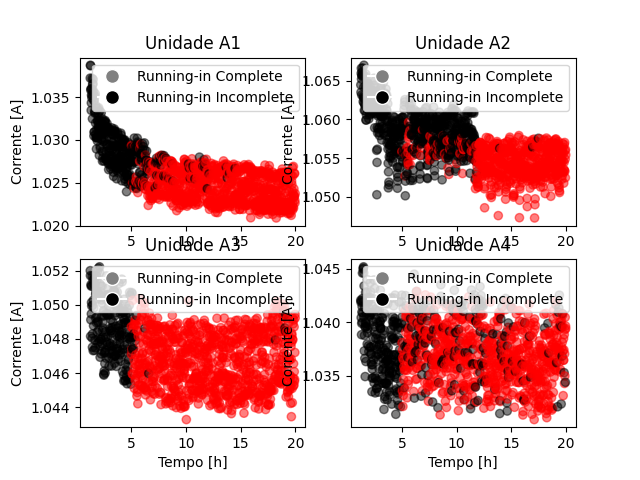 Unidade A1
Running-in Complete
Running-in Incomplete
Corrente [A]
1.035
1.030
1.025
1.020
5
10
15
20
Unidade A2
Running-in Complete
Running-in Incomplete
Corrente [A]
1.065
1.060
1.055
1.050
5
10
15
20
Unidade A3
Running-in Complete
Running-in Incomplete
Corrente [A]
1.052
1.050
1.048
1.046
1.044
5
10
15
20
Tempo [h]
Unidade A4
Running-in Complete
Running-in Incomplete
Corrente [A]
1.045
1.040
1.035
5
10
15
20
Tempo [h]